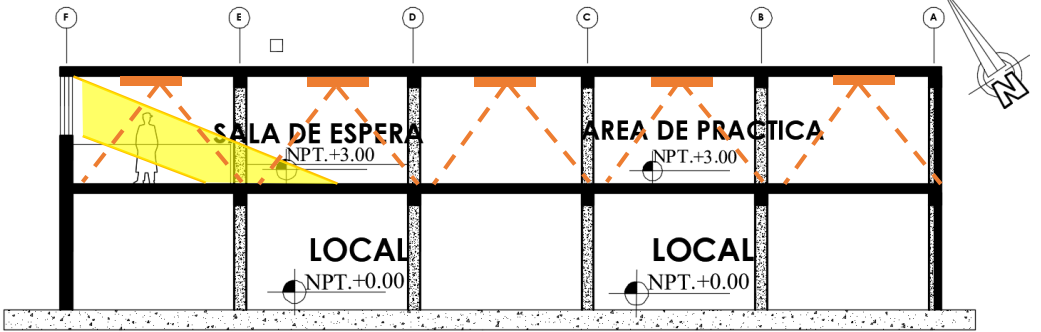 F E D C B A
N
SALA DE ESPERA
NPT.+3.00
AREA DE PRACTICA
NPT.+3.00
LOCAL
NPT.+0.00
LOCAL
NPT.+0.00